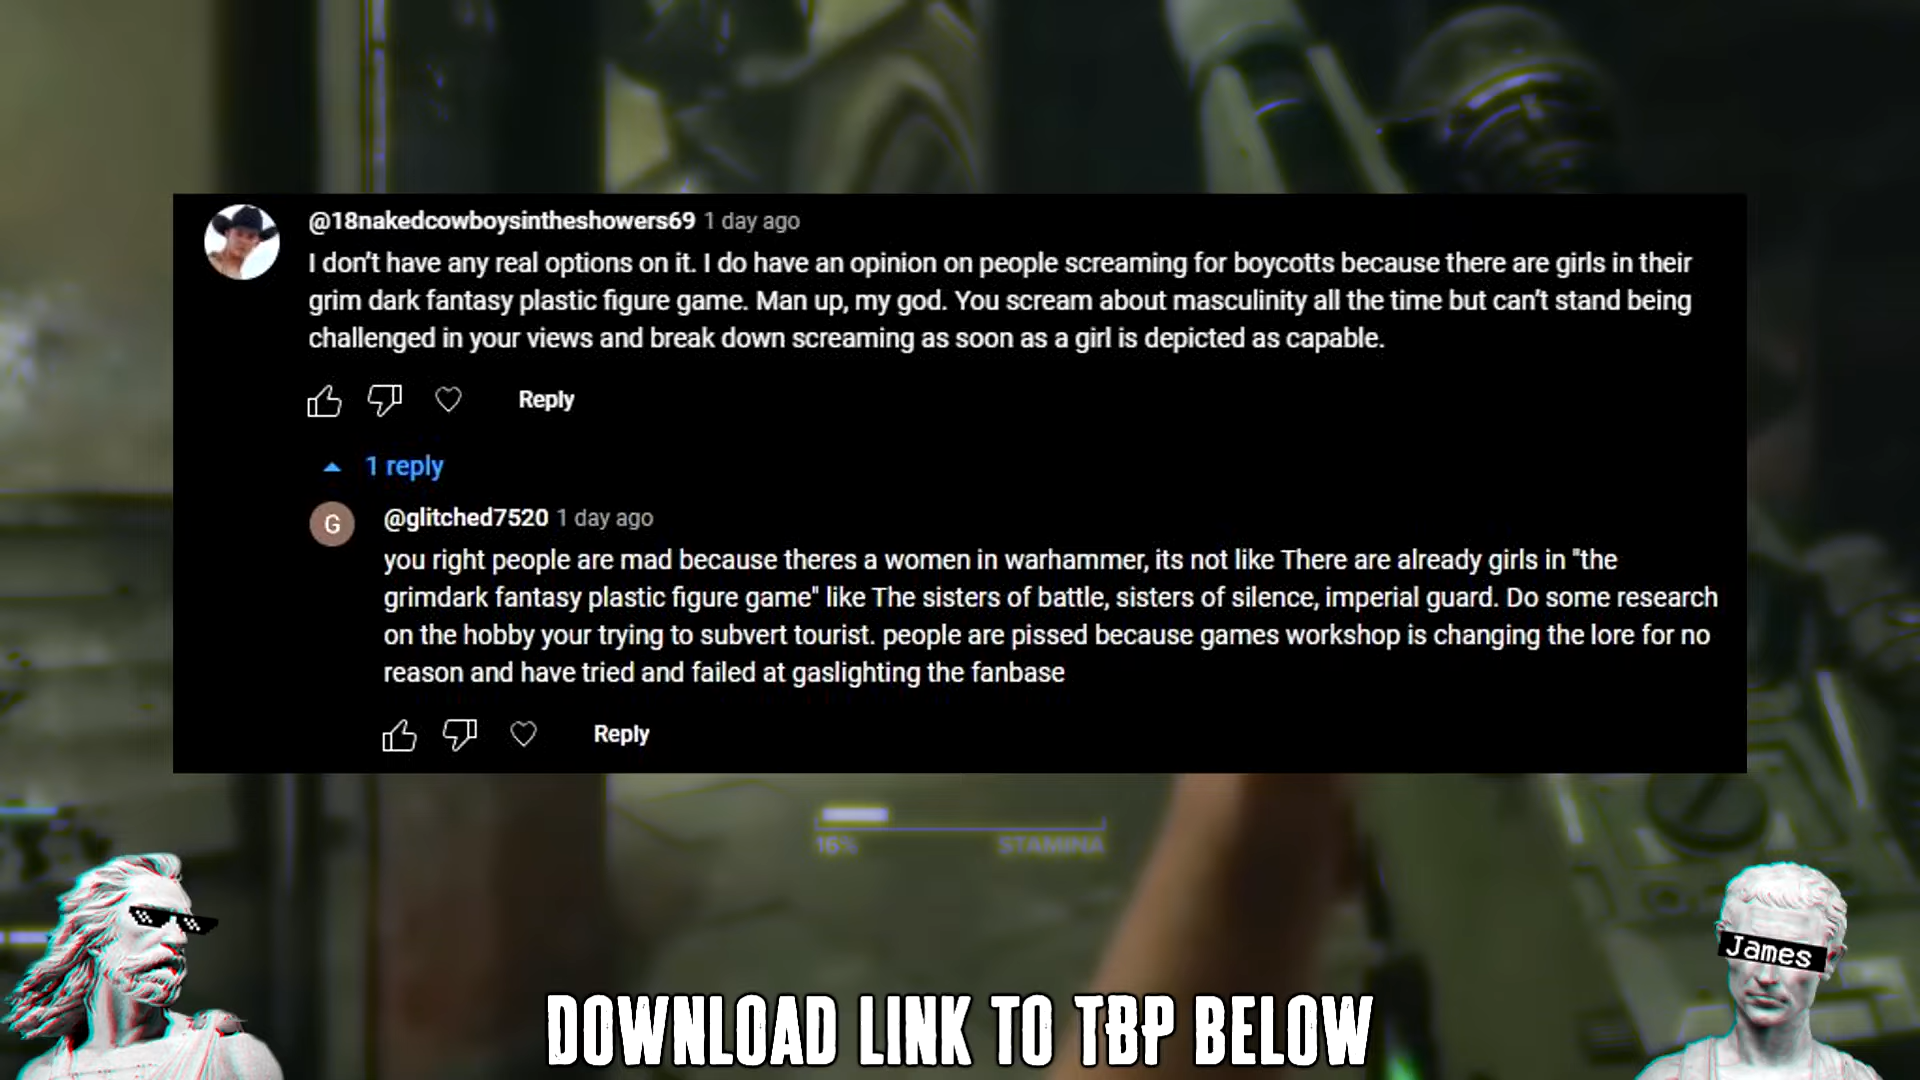 @18nakedcowboysintheshowers69 1 day ago
I don't have any real options on it. I do have an opinion on people screaming for boycotts because there are girls in their
grim dark fantasy plastic figure game. Man up, my god. You scream about masculinity all the time but can't stand being
challenged in your views and break down screaming as soon as a girl is depicted as capable.
Reply
1 reply
G
@glitched7520 1 day ago
you right people are mad because theres a women in warhammer, its not like There are already girls in "the
grimdark fantasy plastic figure game" like The sisters of battle, sisters of silence, imperial guard. Do some research
on the hobby your trying to subvert tourist. people are pissed because games workshop is changing the lore for no
reason and have tried and failed at gaslighting the fanbase
Reply
16% STAMINA
James
DOWNLOAD LINK TO TBP BELOW